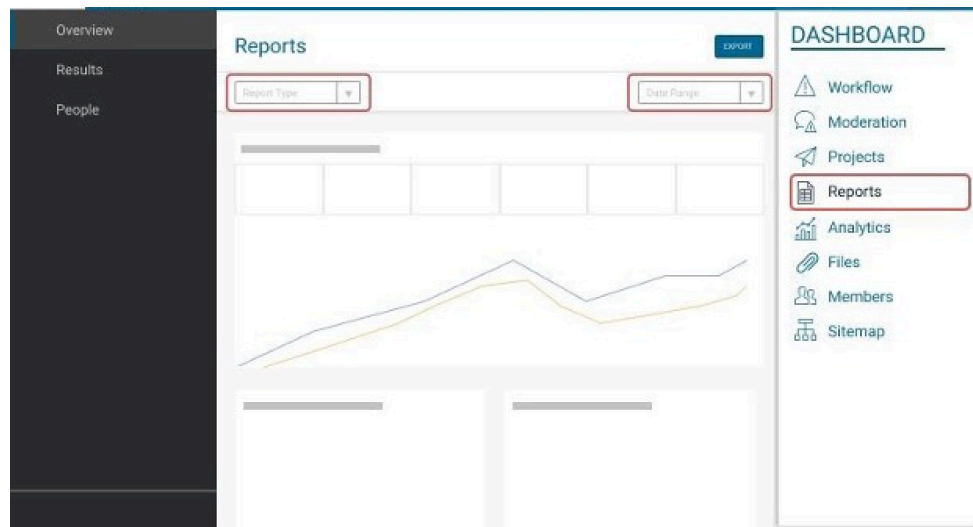 Overview
Results
People
Reports
EXPORT
Report Type
Date Range
DASHBOARD
Workflow
Moderation
Projects
Reports
Analytics
Files
Members
Sitemap